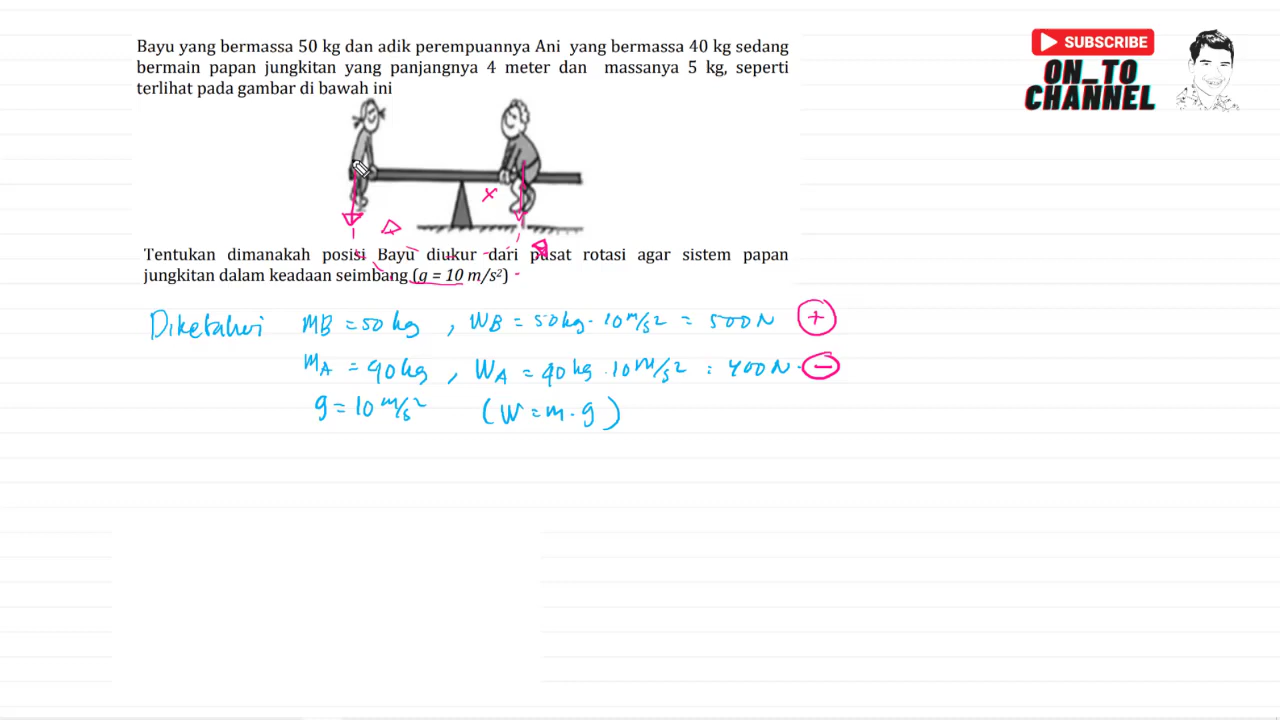 Bayu yang bermassa 50 kg dan adik perempuannya Ani yang bermassa 40 kg sedang
bermain papan jungkitan yang panjangnya 4 meter dan massanya 5 kg, seperti
terlihat pada gambar di bawah ini
SUBSCRIBE
ON_TO
CHANNEL
x
Tentukan dimanakah posisi Bayu diukur dari pusat rotasi agar sistem papan
jungkitan dalam keadaan seimbang (g = 10 m/s²)
Diketahui MB = 50 kg , WB = 50 kg · 10 m/s² = 500 N +
MA = 40 kg , WA = 40 kg · 10 m/s² = 400 N −
g = 10 m/s² (W = m · g)